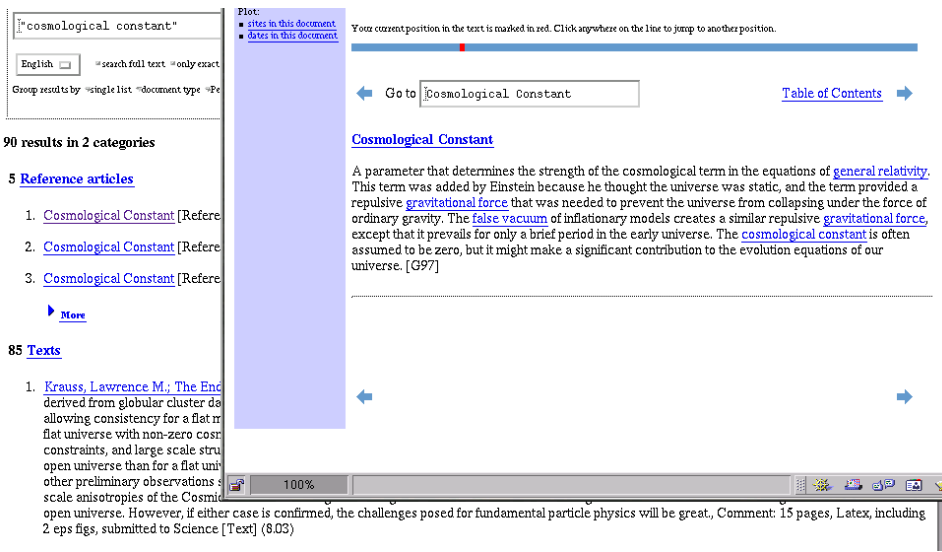 "cosmological constant"
English
search full text only exact
Group results by single list document type Pe
90 results in 2 categories
5 Reference articles
1. Cosmological Constant [Refere
2. Cosmological Constant [Refere
3. Cosmological Constant [Refere
More
85 Texts
1. Krauss, Lawrence M.; The End
derived from globular cluster da
allowing consistency for a flat m
flat universe with non-zero cosm
constraints, and large scale stru
open universe than for a flat univ
other preliminary observations s
scale anisotropies of the Cosmic
open universe. However, if either case is confirmed, the challenges posed for fundamental particle physics will be great., Comment: 15 pages, Latex, including
2 eps figs, submitted to Science [Text] (8.03)
Plot:
sites in this document
dates in this document
Your current position in the text is marked in red. Click anywhere on the line to jump to another position.
Go to Cosmological Constant
Table of Contents
Cosmological Constant
A parameter that determines the strength of the cosmological term in the equations of general relativity.
This term was added by Einstein because he thought the universe was static, and the term provided a
repulsive gravitational force that was needed to prevent the universe from collapsing under the force of
ordinary gravity. The false vacuum of inflationary models creates a similar repulsive gravitational force,
except that it prevails for only a brief period in the early universe. The cosmological constant is often
assumed to be zero, but it might make a significant contribution to the evolution equations of our
universe. [G97]
100%